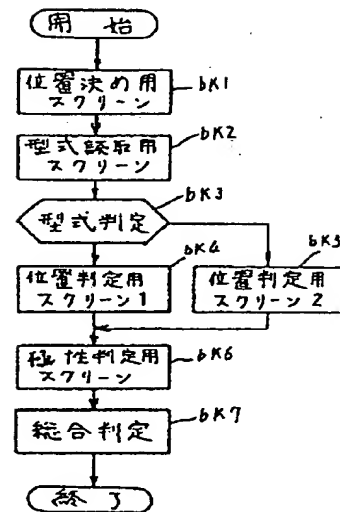 開始
位置決め用
スクリーン
bK1
型式読取用
スクリーン
bK2
型式判定
bK3
位置判定用
スクリーン1
bK4
位置判定用
スクリーン2
bK5
極性判定用
スクリーン
bK6
総合判定
bK7
終了